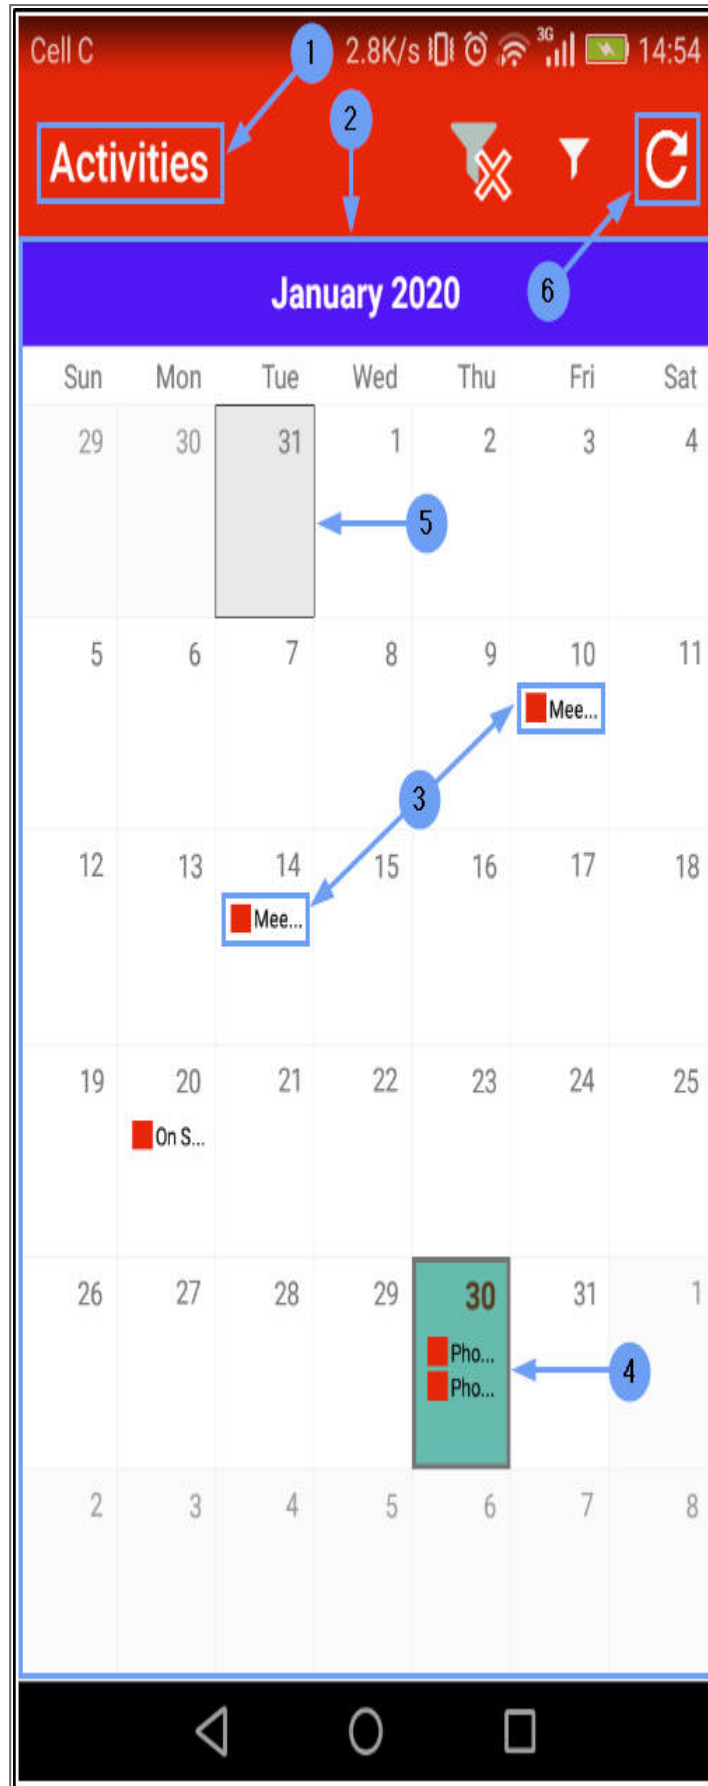 Cell C 1 2.8K/s 3G 14:54
2
Activities
6
January 2020
Sun Mon Tue Wed Thu Fri Sat
29 30 31 1 2 3 4
5
5 6 7 8 9 10 11
Mee...
3
12 13 14 15 16 17 18
Mee...
19 20 21 22 23 24 25
On S...
26 27 28 29 30 31 1
Pho...
4
Pho...
2 3 4 5 6 7 8